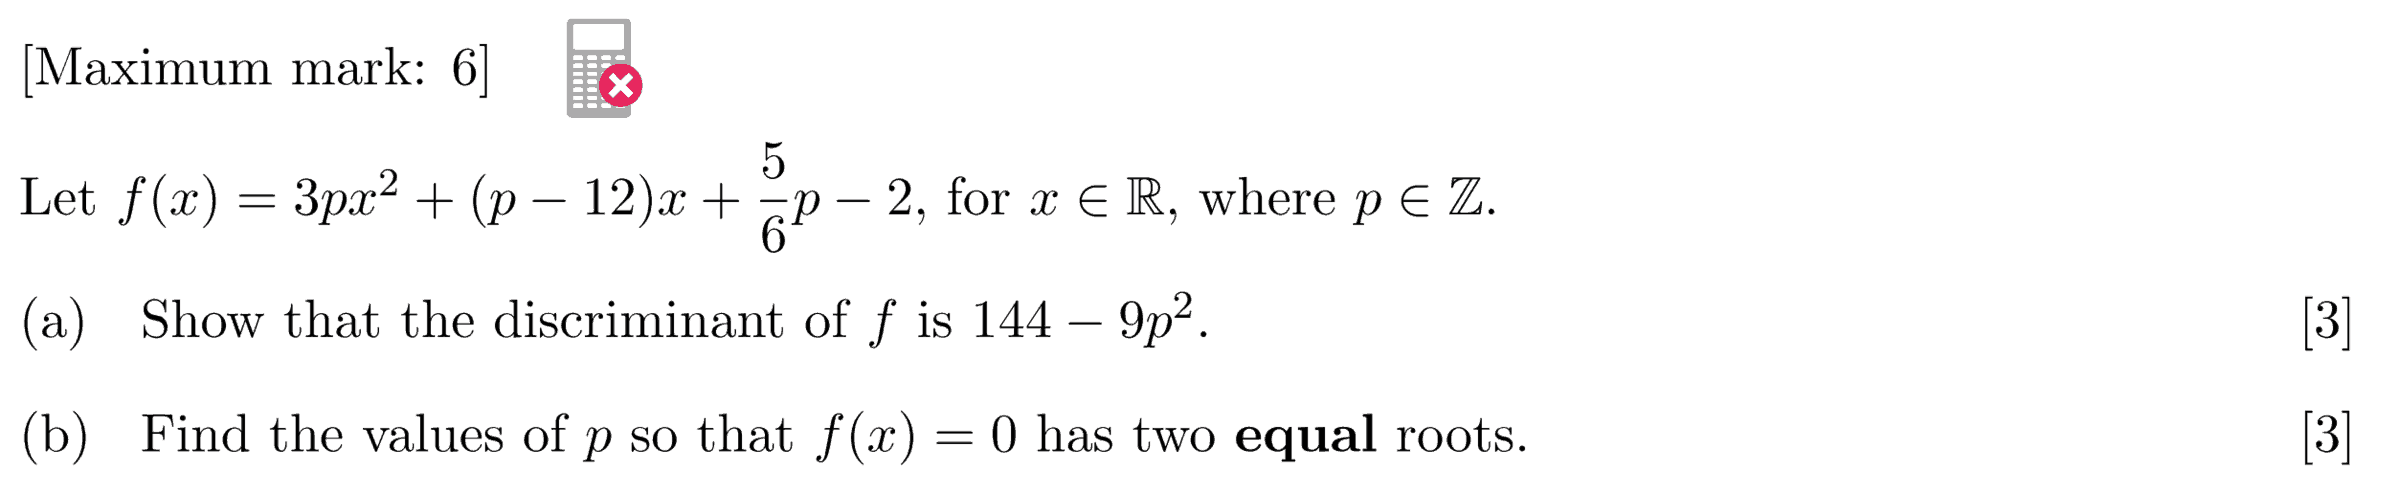 [Maximum mark: 6]
Let f(x) = 3px² + (p − 12)x + 5/6 p − 2, for x ∈ ℝ, where p ∈ ℤ.
(a) Show that the discriminant of f is 144 − 9p². [3]
(b) Find the values of p so that f(x) = 0 has two equal roots. [3]